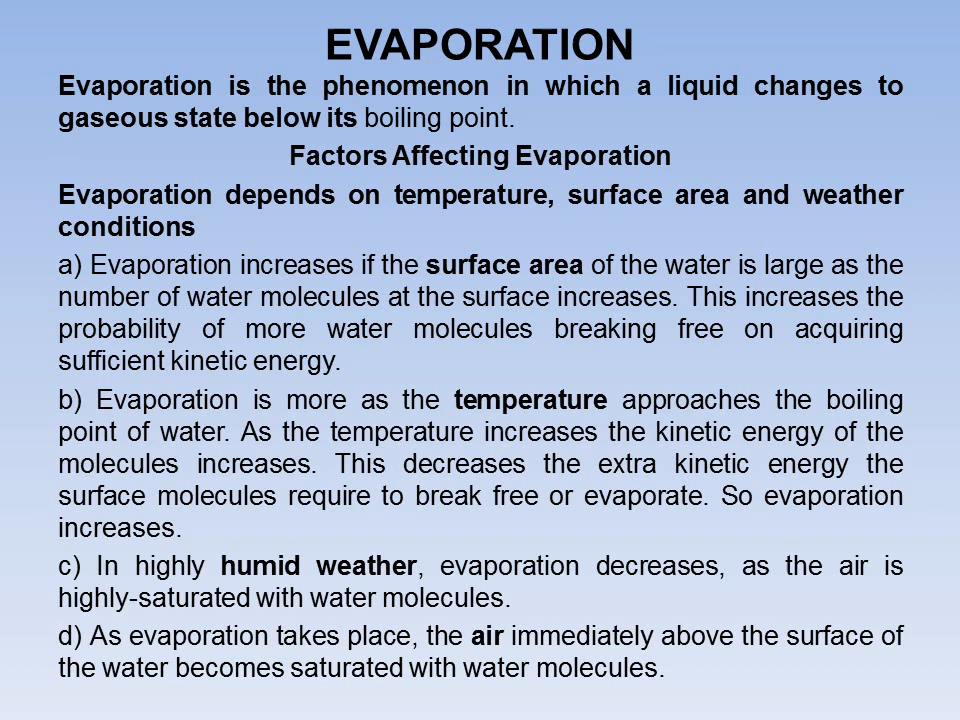 EVAPORATION
Evaporation is the phenomenon in which a liquid changes to
gaseous state below its boiling point.
Factors Affecting Evaporation
Evaporation depends on temperature, surface area and weather
conditions
a) Evaporation increases if the surface area of the water is large as the
number of water molecules at the surface increases. This increases the
probability of more water molecules breaking free on acquiring
sufficient kinetic energy.
b) Evaporation is more as the temperature approaches the boiling
point of water. As the temperature increases the kinetic energy of the
molecules increases. This decreases the extra kinetic energy the
surface molecules require to break free or evaporate. So evaporation
increases.
c) In highly humid weather, evaporation decreases, as the air is
highly-saturated with water molecules.
d) As evaporation takes place, the air immediately above the surface of
the water becomes saturated with water molecules.